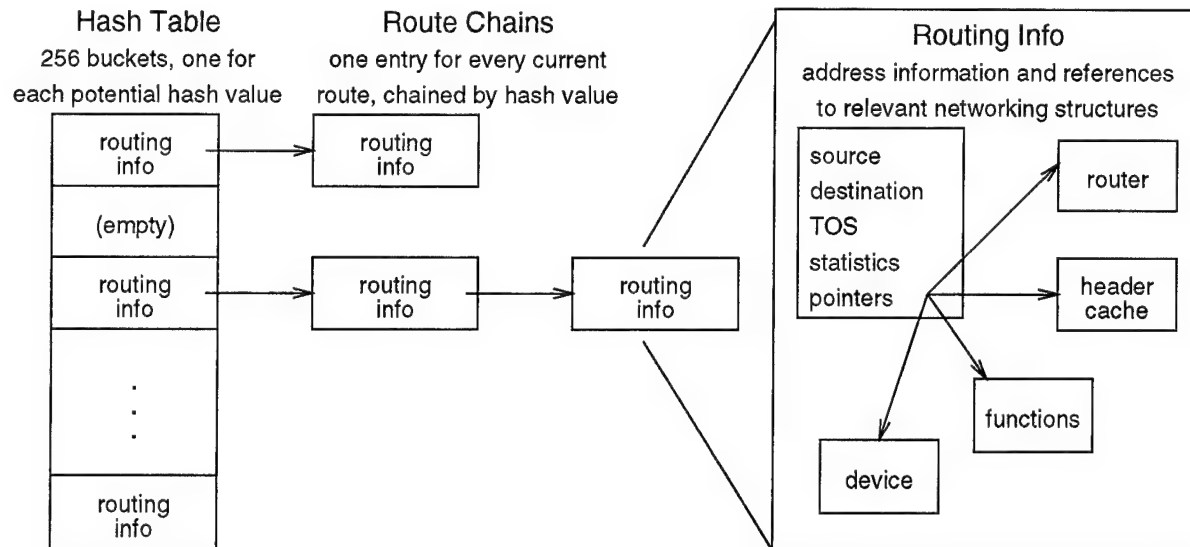 Hash Table
256 buckets, one for
each potential hash value
routing
info
(empty)
routing
info
routing
info
Route Chains
one entry for every current
route, chained by hash value
routing
info
routing
info
routing
info
Routing Info
address information and references
to relevant networking structures
source
destination
TOS
statistics
pointers
router
header
cache
functions
device